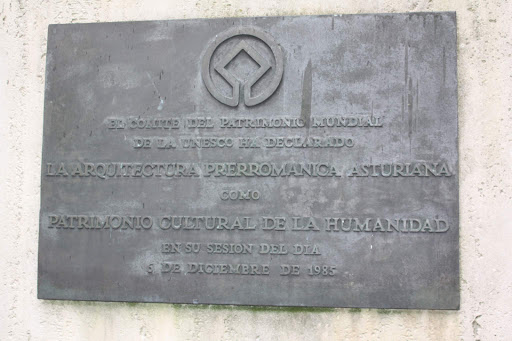 EL COMITE DEL PATRIMONIO MUNDIAL
DE LA UNESCO HA DECLARADO
LA ARQUITECTURA PRERROMANICA ASTURIANA
COMO
PATRIMONIO CULTURAL DE LA HUMANIDAD
EN SU SESION DEL DIA
6 DE DICIEMBRE DE 1985